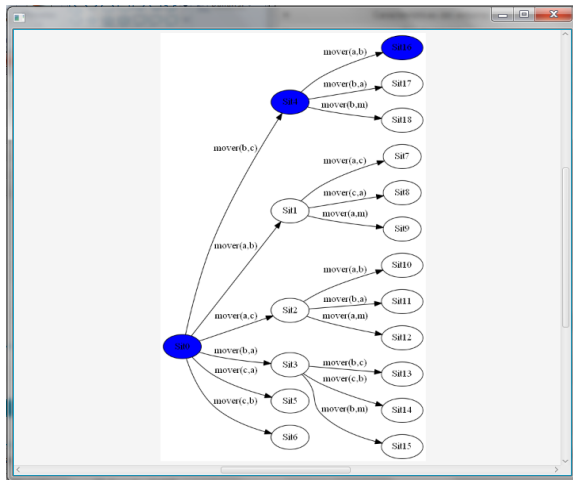 mover(a,b)
mover(b,a)
Sit17
mover(b,m)
Sit18
mover(b,c)
mover(a,c)
Sit7
mover(c,a)
Sit8
Sit1
mover(a,m)
Sit9
mover(a,b)
mover(a,b)
Sit10
mover(b,a)
Sit11
mover(a,c)
Sit2
mover(a,m)
Sit12
mover(b,a)
Sit3
mover(b,c)
Sit13
mover(c,a)
mover(c,b)
Sit5
Sit14
mover(c,b)
mover(b,m)
Sit6
Sit15